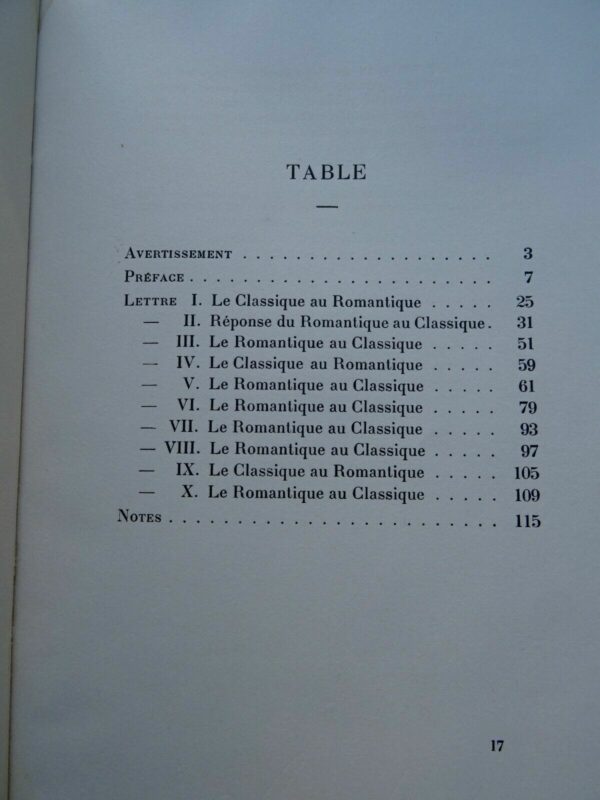 TABLE
—
AVERTISSEMENT . . . . . . . . . . . . . . . . . . . 3
PRÉFACE . . . . . . . . . . . . . . . . . . . . . . . 7
LETTRE I. Le Classique au Romantique . . . . . 25
— II. Réponse du Romantique au Classique. 31
— III. Le Romantique au Classique . . . . . 51
— IV. Le Classique au Romantique . . . . . 59
— V. Le Romantique au Classique . . . . . 61
— VI. Le Romantique au Classique . . . . . 79
— VII. Le Romantique au Classique . . . . . 93
— VIII. Le Romantique au Classique . . . . . 97
— IX. Le Classique au Romantique . . . . . 105
— X. Le Romantique au Classique . . . . . 109
NOTES . . . . . . . . . . . . . . . . . . . . . . . . 115
17